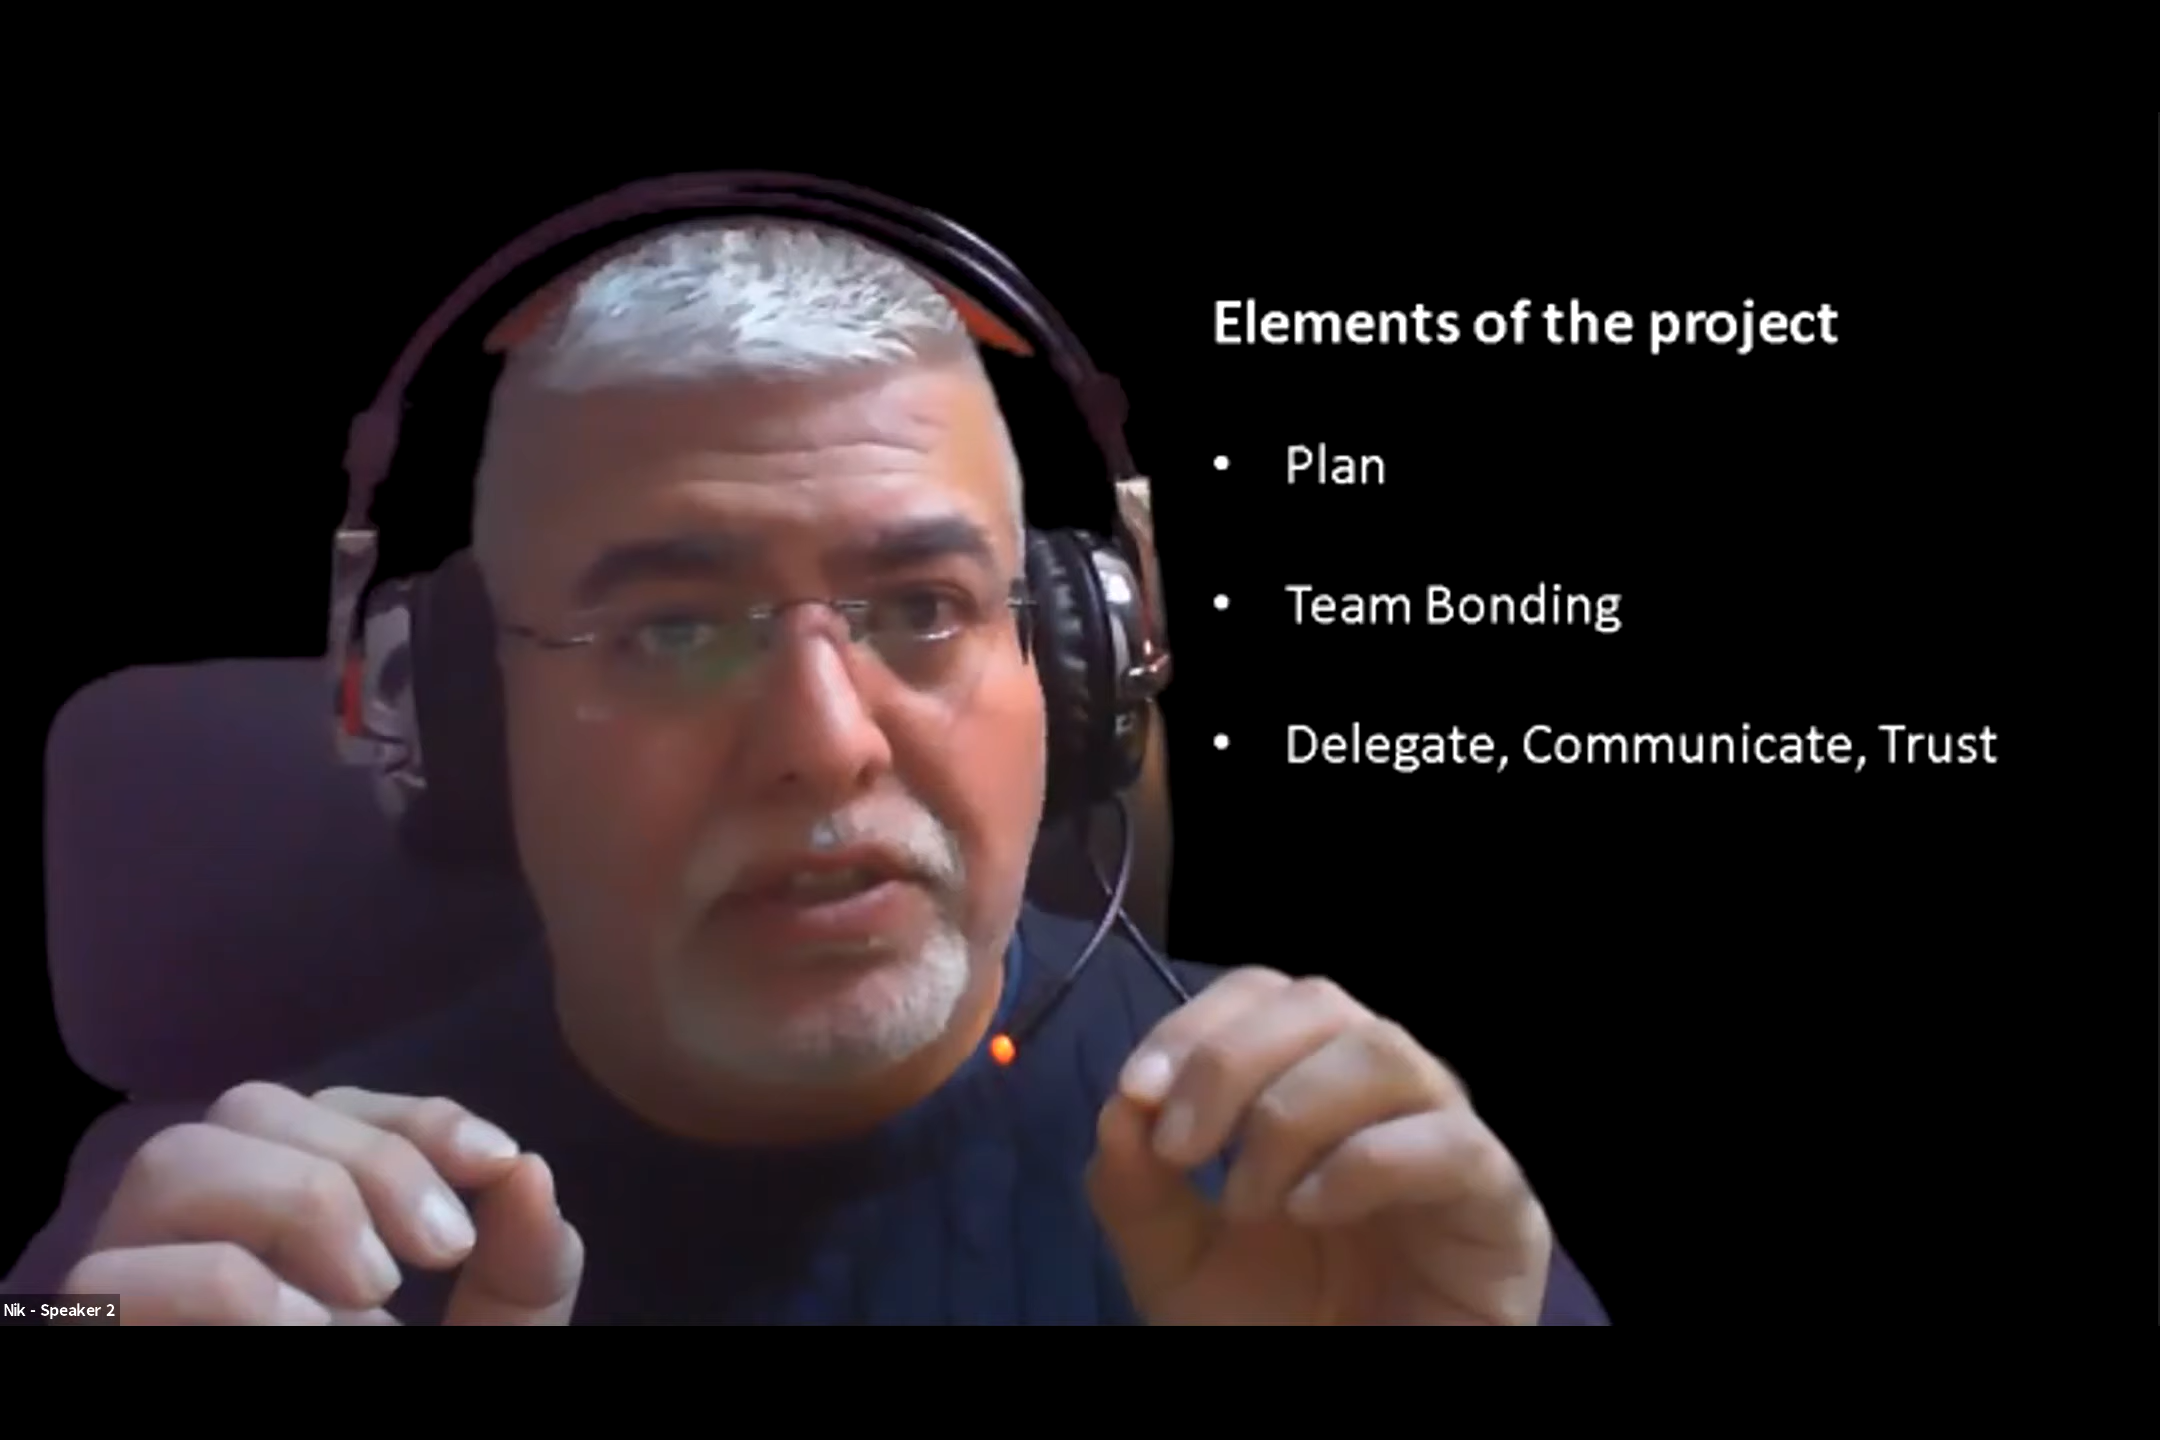 Elements of the project
• Plan
• Team Bonding
• Delegate, Communicate, Trust
Nik - Speaker 2